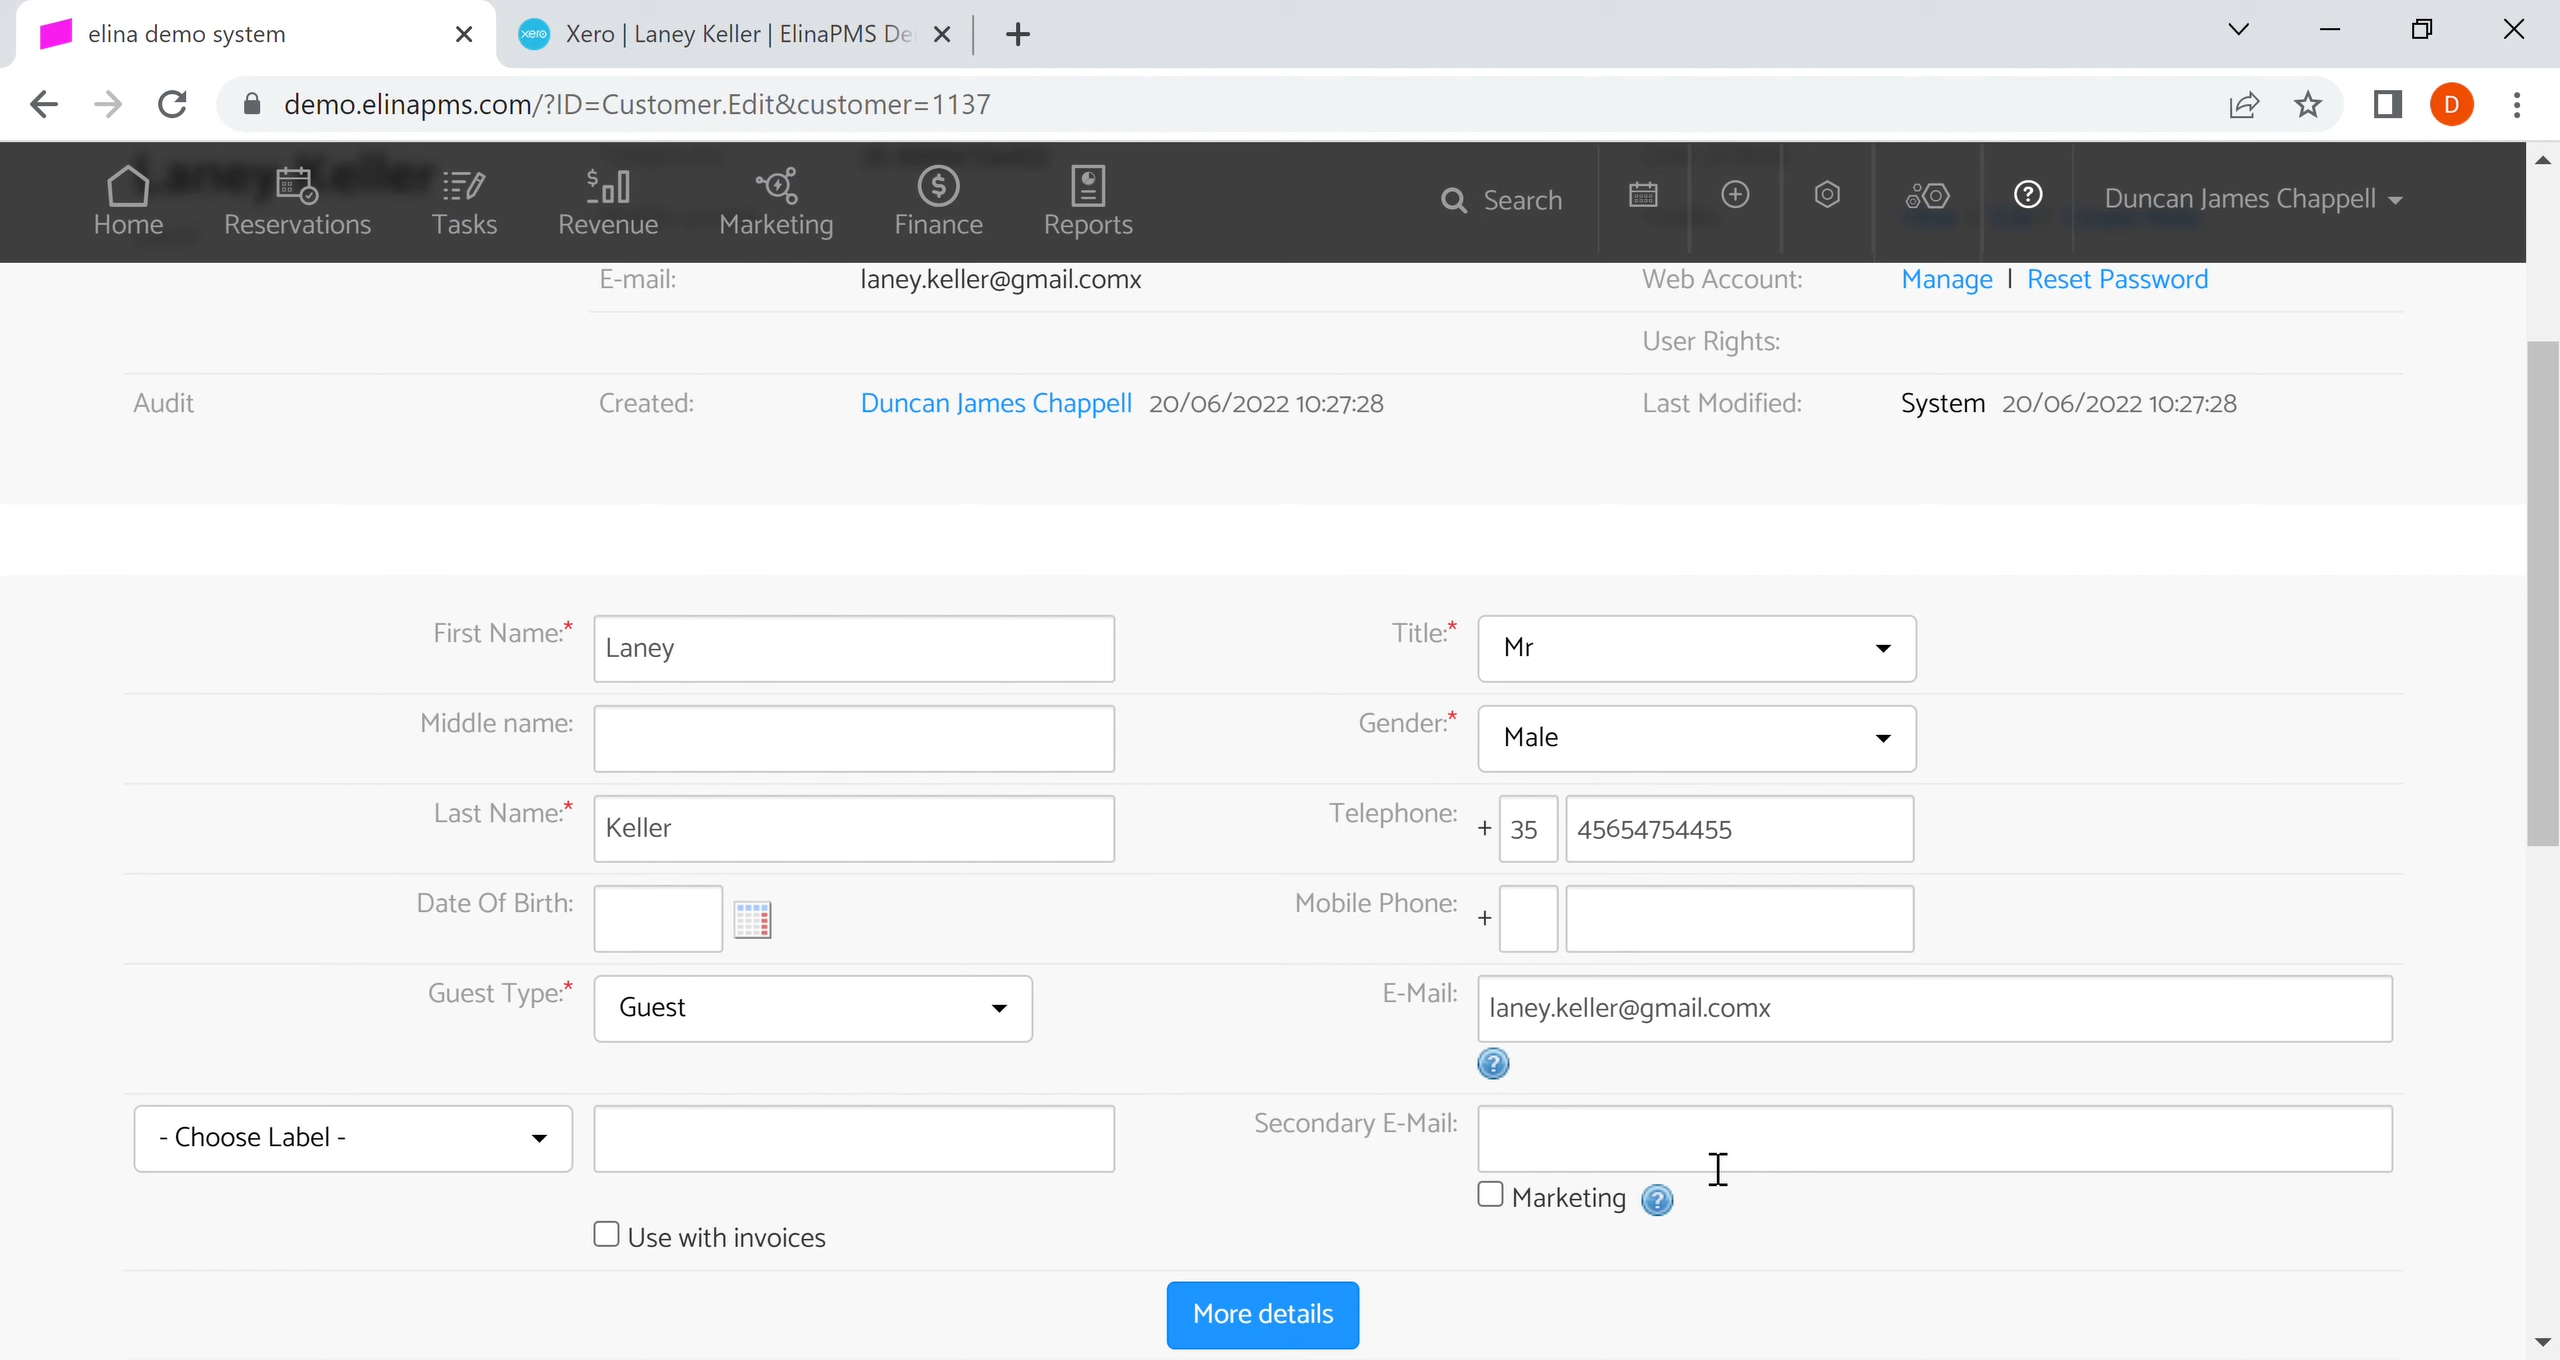 elina demo system
xero Xero | Laney Keller | ElinaPMS De
demo.elinapms.com/?ID=Customer.Edit&customer=1137
D
Home Reservations Tasks Revenue Marketing Finance Reports Search Duncan James Chappell
E-mail: laney.keller@gmail.comx Web Account: Manage | Reset Password
User Rights:
Audit Created: Duncan James Chappell 20/06/2022 10:27:28 Last Modified: System 20/06/2022 10:27:28
First Name:* Laney Title:* Mr
Middle name: Gender:* Male
Last Name:* Keller Telephone: + 35 45654754455
Date Of Birth: Mobile Phone: +
Guest Type:* Guest E-Mail: laney.keller@gmail.comx
?
- Choose Label - Secondary E-Mail:
Marketing ?
Use with invoices
More details